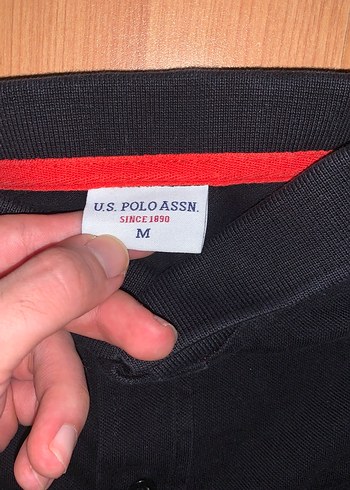 U.S. POLO ASSN.
SINCE 1890
M